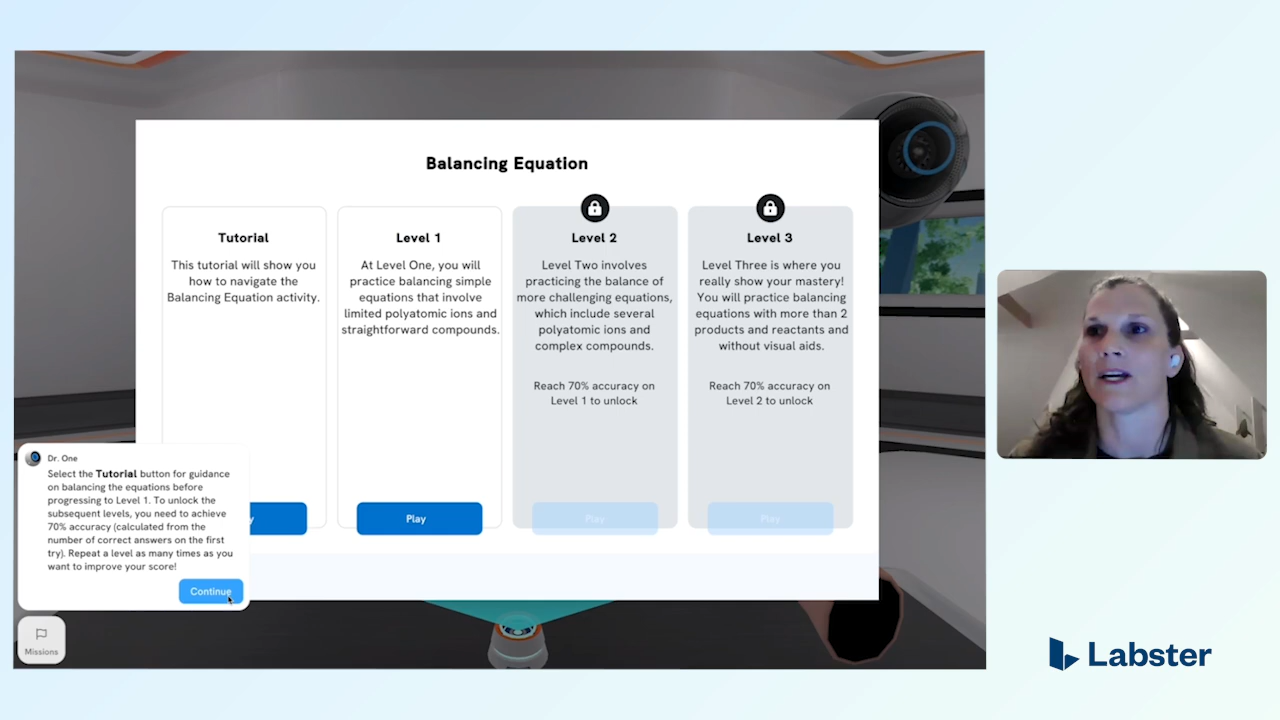 Balancing Equation
Tutorial
This tutorial will show you
how to navigate the
Balancing Equation activity.
Level 1
At Level One, you will
practice balancing simple
equations that involve
limited polyatomic ions and
straightforward compounds.
Play
Level 2
Level Two involves
practicing the balance of
more challenging equations,
which include several
polyatomic ions and
complex compounds.
Reach 70% accuracy on
Level 1 to unlock
Play
Level 3
Level Three is where you
really show your mastery!
You will practice balancing
equations with more than 2
products and reactants and
without visual aids.
Reach 70% accuracy on
Level 2 to unlock
Play
Dr. One
Select the Tutorial button for guidance
on balancing the equations before
progressing to Level 1. To unlock the
subsequent levels, you need to achieve
70% accuracy (calculated from the
number of correct answers on the first
try). Repeat a level as many times as you
want to improve your score!
Continue
Missions
Labster